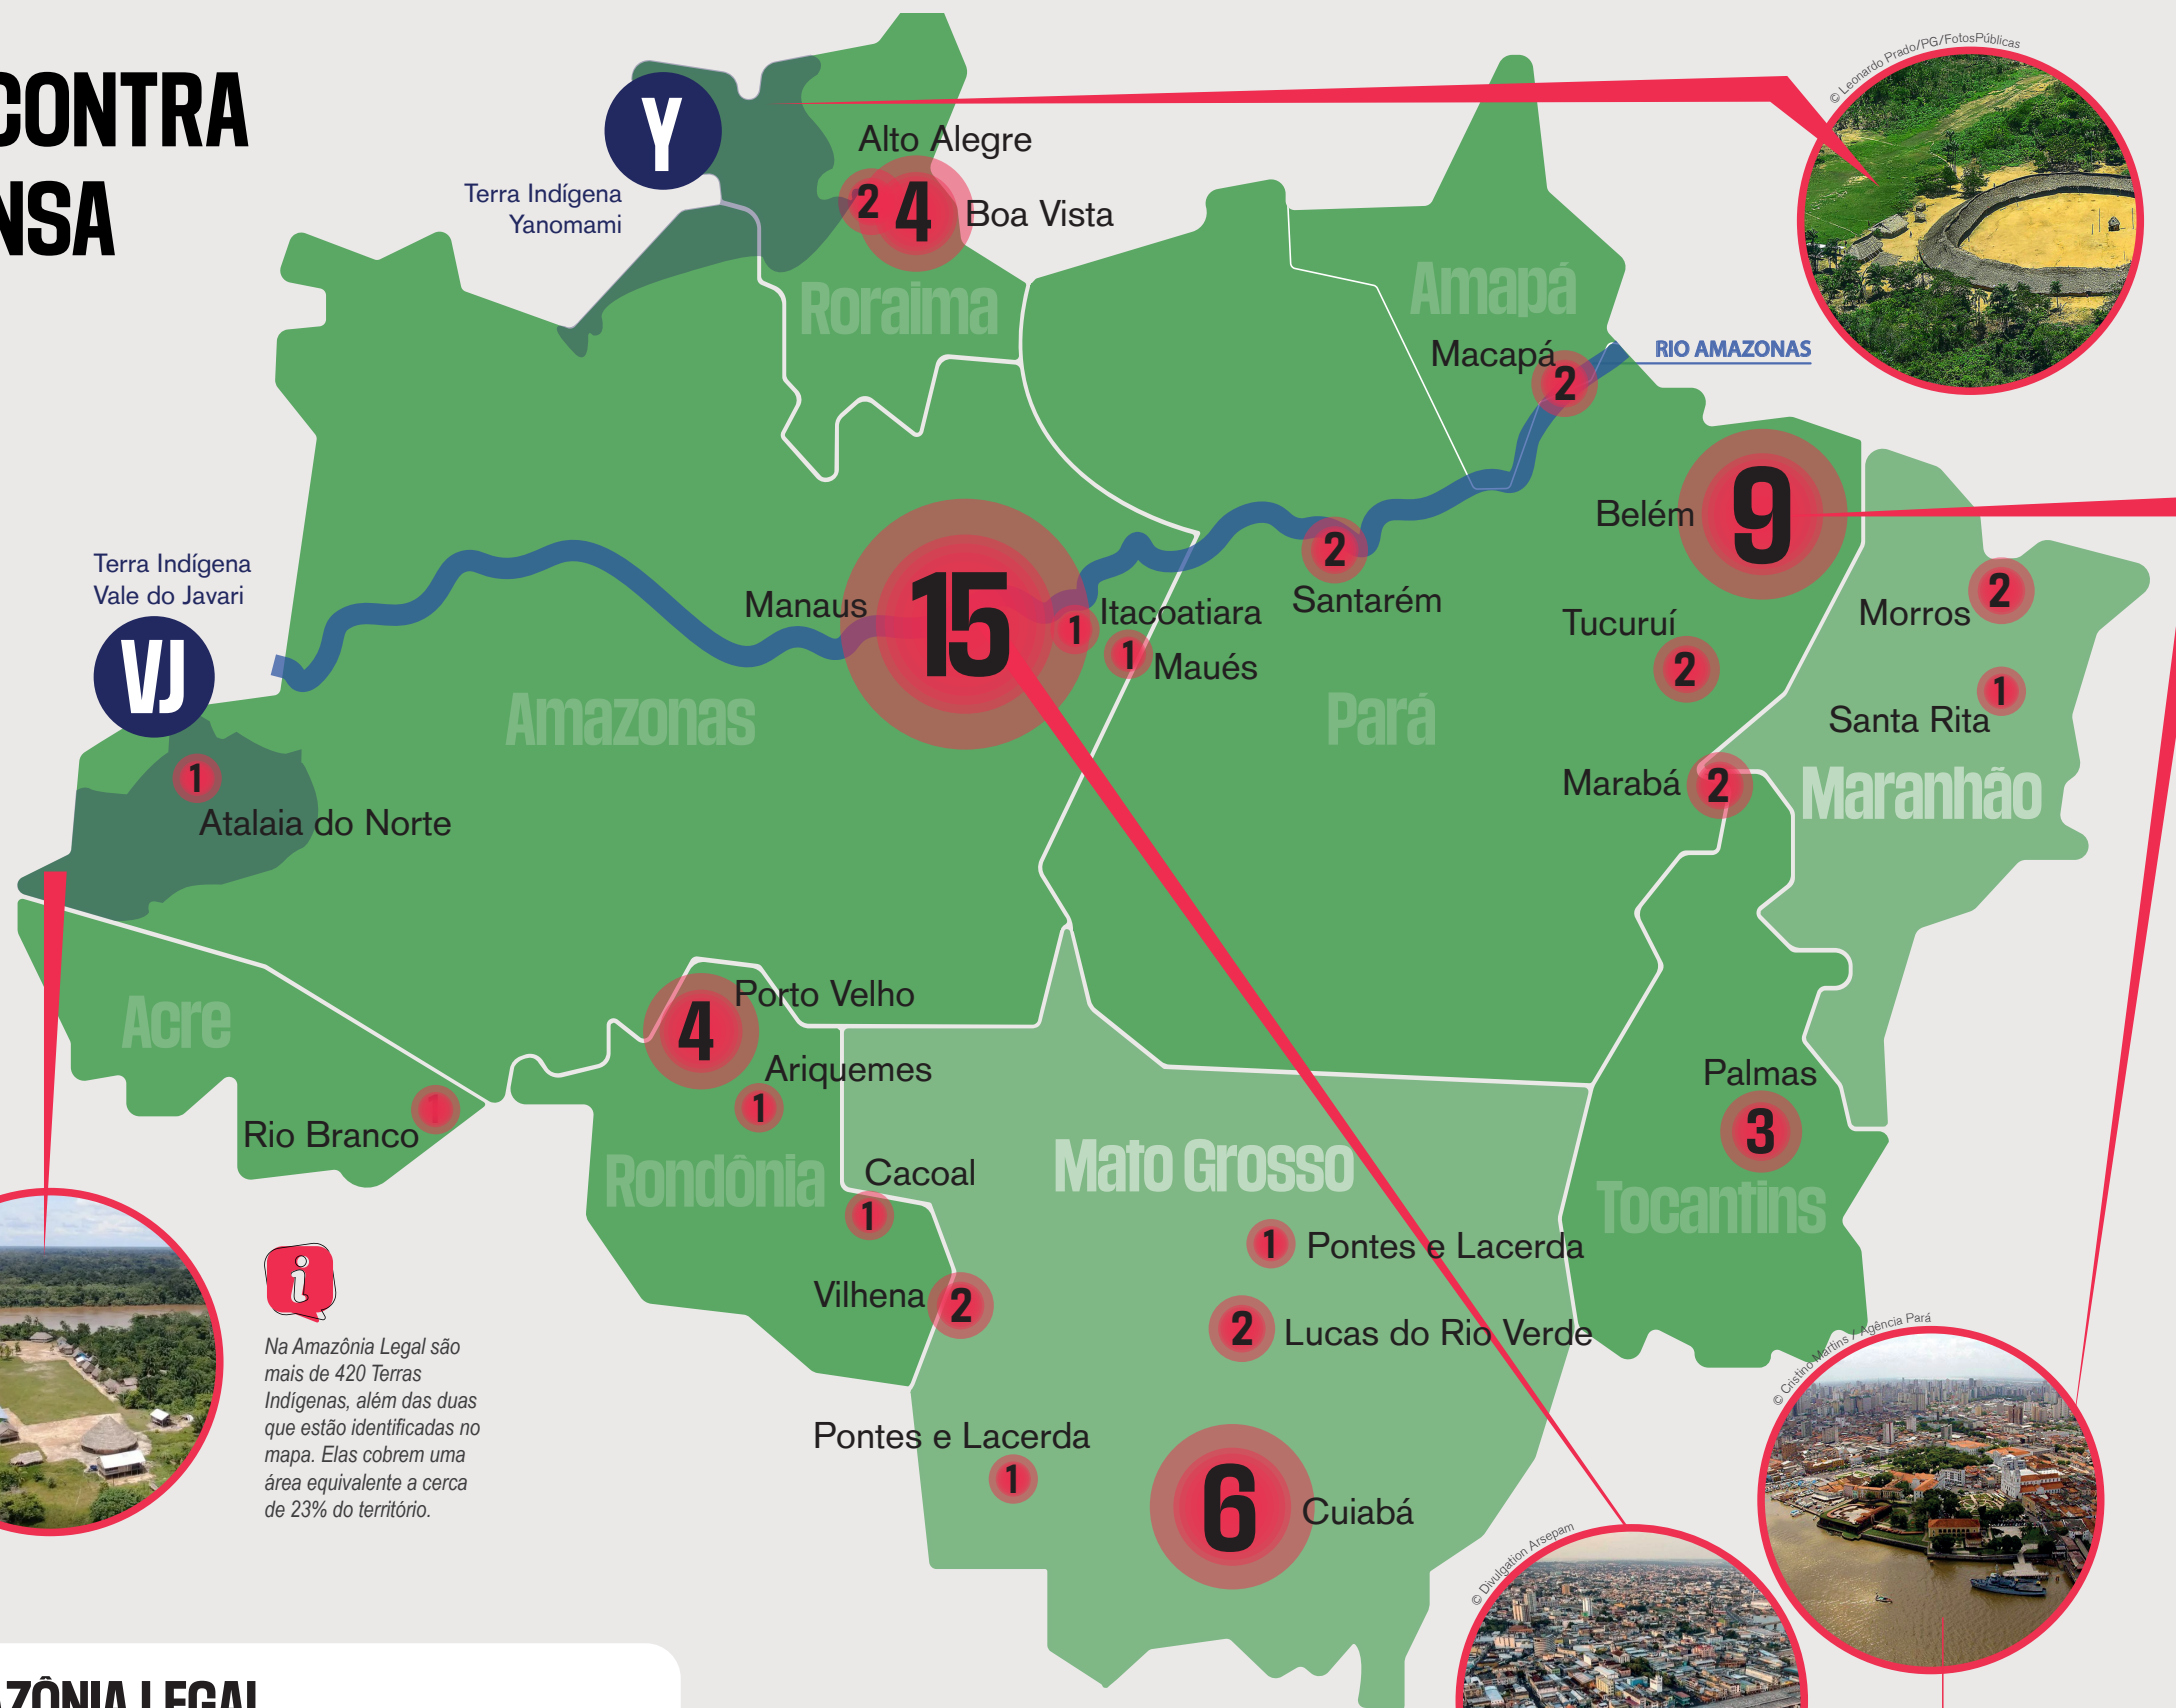 CONTRA
NSA
© Leonardo Prado/PG/FotosPúblicas
Y
Terra Indígena
Yanomami
Alto Alegre
2
4
Boa Vista
Roraima
Amapá
Macapá
2
RIO AMAZONAS
Belém
9
Terra Indígena
Vale do Javari
VJ
Manaus
15
1
Itacoatiara
1
Maués
2
Santarém
Tucuruí
2
Morros
2
1
Santa Rita
Amazonas
Pará
Marabá
2
Maranhão
1
Atalaia do Norte
Acre
Porto Velho
4
Ariquemes
1
Rio Branco
1
Rondônia
Cacoal
1
Mato Grosso
Palmas
3
Tocantins
1
Pontes e Lacerda
Vilhena
2
2
Lucas do Rio Verde
Pontes e Lacerda
1
6
Cuiabá
i
Na Amazônia Legal são
mais de 420 Terras
Indígenas, além das duas
que estão identificadas no
mapa. Elas cobrem uma
área equivalente a cerca
de 23% do território.
© Cristino Martins / Agência Pará
© Divulgation Arsepam
AZÔNIA LEGAL